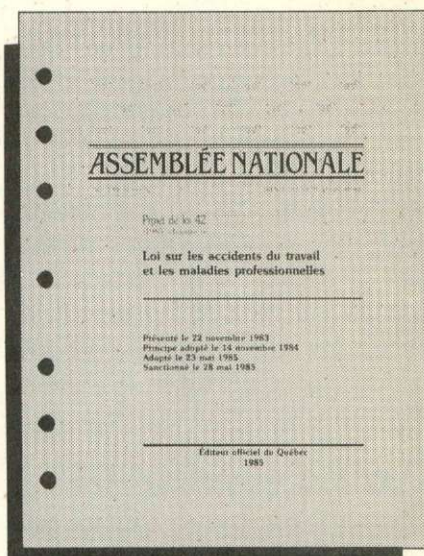 ASSEMBLÉE NATIONALE
Projet de loi 42
Loi sur les accidents du travail
et les maladies professionnelles
Présenté le 22 novembre 1983
Principe adopté le 14 novembre 1984
Adopté le 23 mai 1985
Sanctionné le 28 mai 1985
Éditeur officiel du Québec
1985